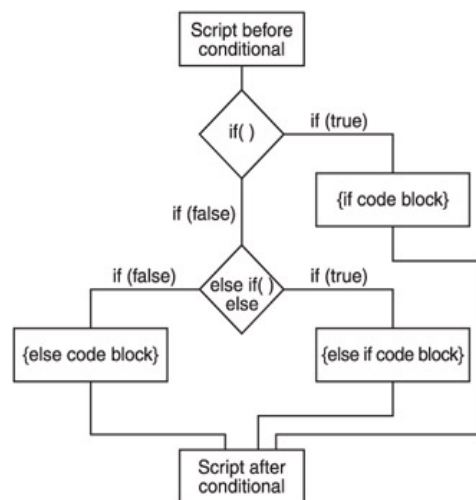 Script before
conditional
if( )
if (true)
{if code block}
if (false)
if (false)
else if( )
else
if (true)
{else code block}
{else if code block}
Script after
conditional